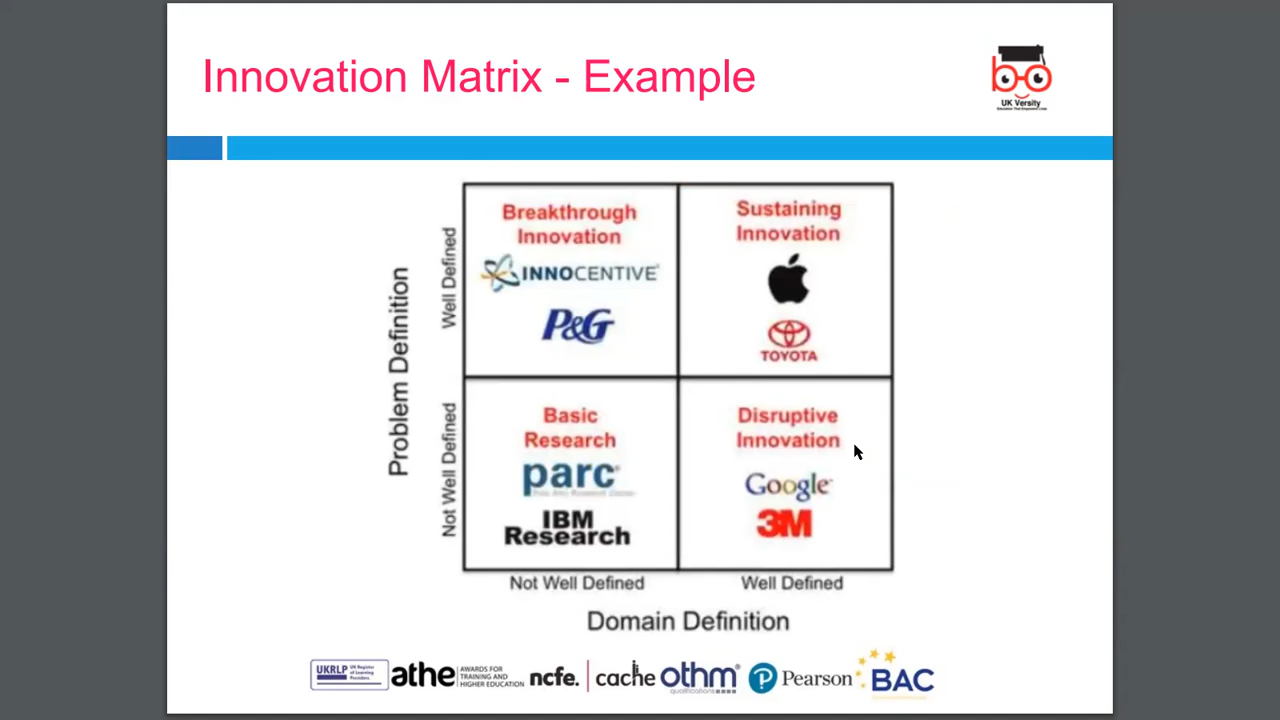 Innovation Matrix - Example
UK Versity
Breakthrough
Innovation
INNOCENTIVE
P&G
Sustaining
Innovation
TOYOTA
Problem Definition
Well Defined
Not Well Defined
Basic
Research
parc
IBM
Research
Disruptive
Innovation
Google
3M
Not Well Defined
Well Defined
Domain Definition
UKRLP
UK Register
of Learning
Providers
athe
AWARDS FOR
TRAINING AND
HIGHER EDUCATION
ncfe.
cache
othm
qualifications
Pearson
BAC